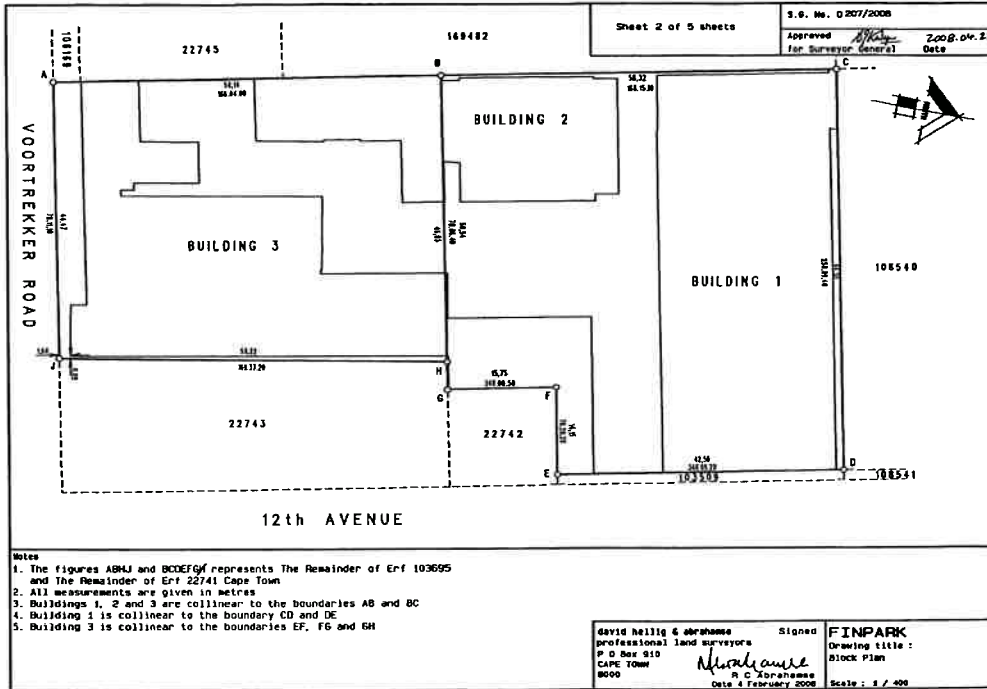 Sheet 2 of 5 sheets
S.G. No. D 207/2008
Approved
for Surveyor General
Date
22745
169482
A
B
C
BUILDING 2
VOORTREKKER ROAD
BUILDING 3
BUILDING 1
108540
J
H
G
F
15,75
22743
22742
E
D
42,56
103509
108541
12th AVENUE
Notes
1. The figures ABHJ and BCDEFGH represents The Remainder of Erf 103695
and The Remainder of Erf 22741 Cape Town
2. All measurements are given in metres
3. Buildings 1, 2 and 3 are collinear to the boundaries AB and BC
4. Building 1 is collinear to the boundary CD and DE
5. Building 3 is collinear to the boundaries EF, FG and GH
david hellig & abrahamse Signed
professional land surveyors
P O Box 910
CAPE TOWN
8000
R C Abrahamse
Date 4 February 2008
FINPARK
Drawing title :
Block Plan
Scale : 1 / 400